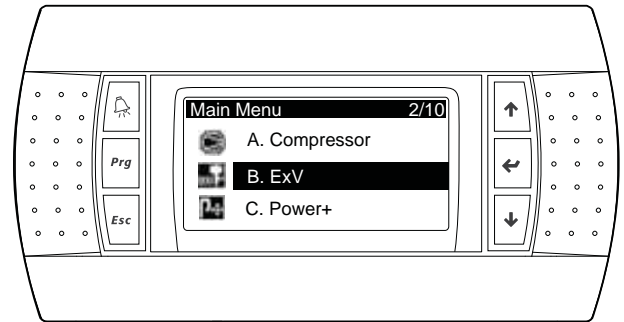 Main Menu 2/10
A. Compressor
Prg B. ExV
C. Power+
Esc